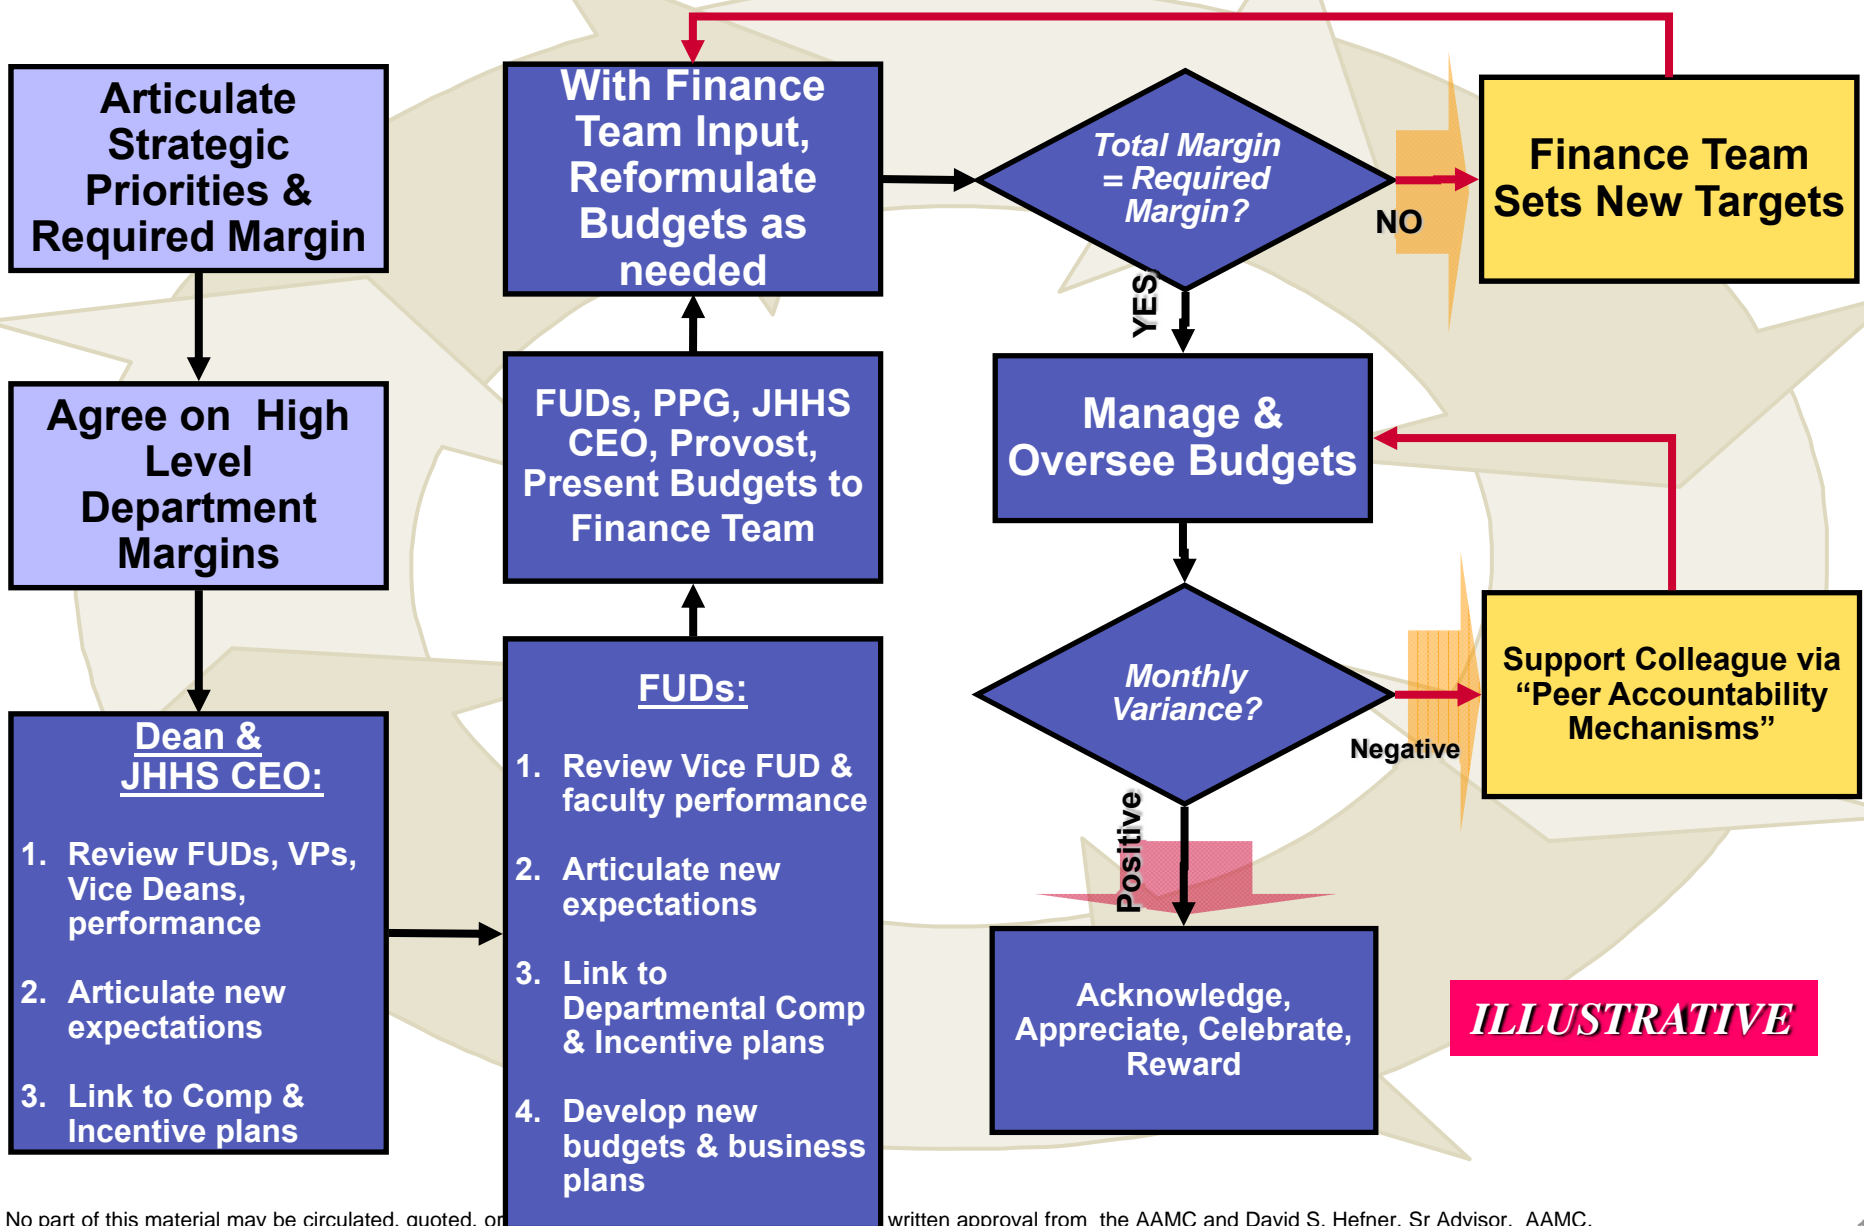 Articulate
Strategic
Priorities &
Required Margin
Agree on High
Level
Department
Margins
Dean &
JHHS CEO:
1. Review FUDs, VPs,
Vice Deans,
performance
2. Articulate new
expectations
3. Link to Comp &
Incentive plans
With Finance
Team Input,
Reformulate
Budgets as
needed
FUDs, PPG, JHHS
CEO, Provost,
Present Budgets to
Finance Team
FUDs:
1. Review Vice FUD &
faculty performance
2. Articulate new
expectations
3. Link to
Departmental Comp
& Incentive plans
4. Develop new
budgets & business
plans
Total Margin
= Required
Margin?
NO
YES
Finance Team
Sets New Targets
Manage &
Oversee Budgets
Monthly
Variance?
Negative
Positive
Support Colleague via
“Peer Accountability
Mechanisms”
Acknowledge,
Appreciate, Celebrate,
Reward
ILLUSTRATIVE
No part of this material may be circulated, quoted, or written approval from the AAMC and David S. Hefner, Sr Advisor, AAMC.